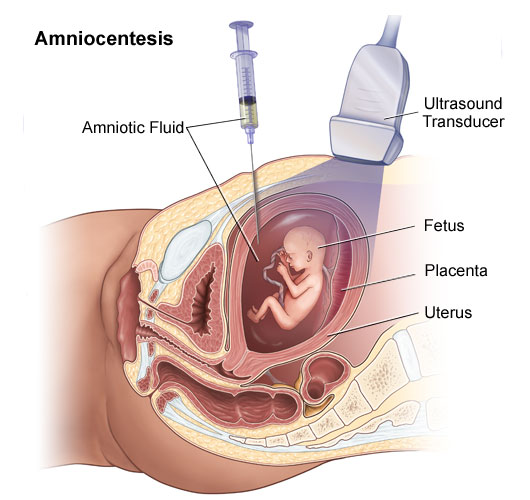 Amniocentesis
Amniotic Fluid
Ultrasound
Transducer
Fetus
Placenta
Uterus